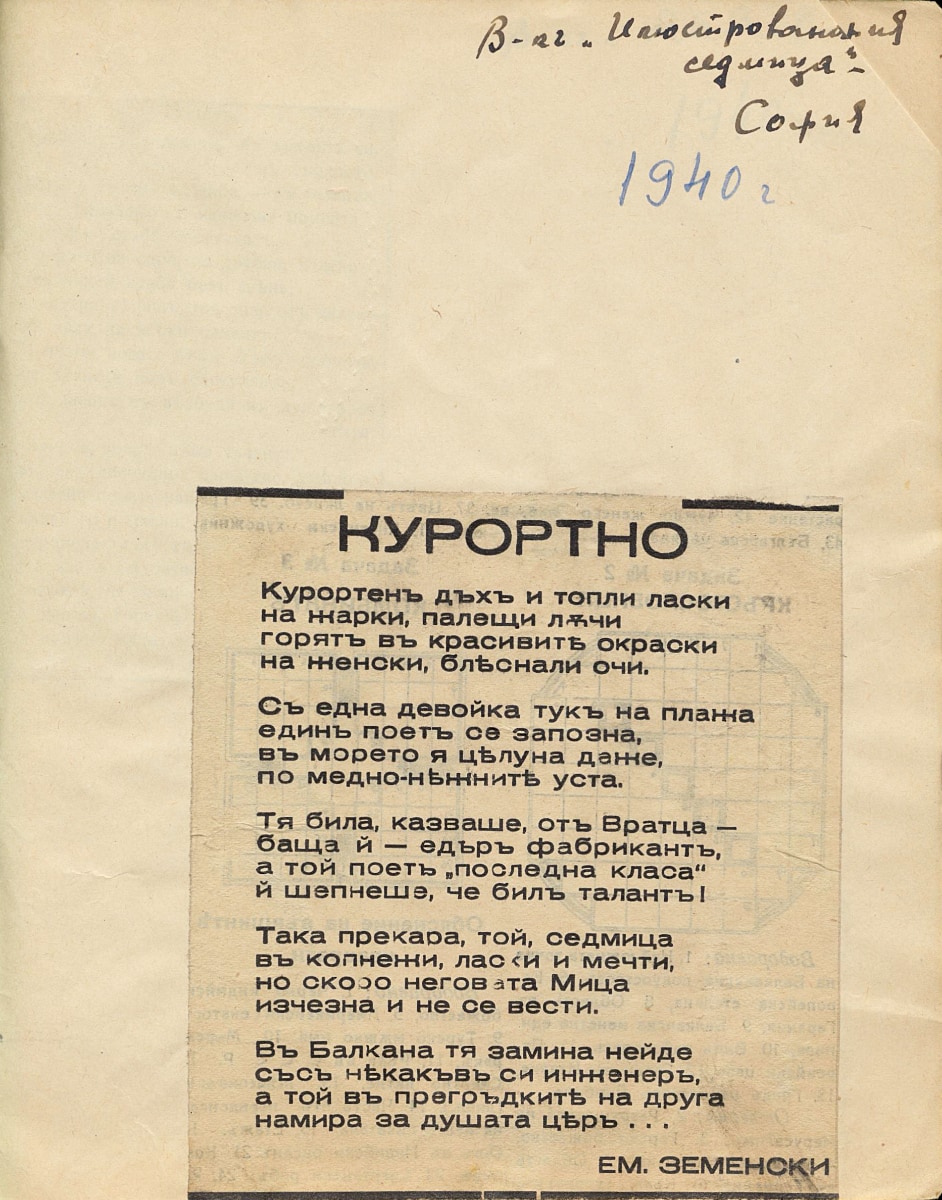 В-к „Илюстрованания
седмица“ –
София
1940 г
КУРОРТНО
Курортенъ дъхъ и топли ласки
на жарки, палещи лѫчи
горятъ въ красивитѣ окраски
на женски, блѣснали очи.
Съ една девойка тукъ на плажа
единъ поетъ се запозна,
въ морето я цѣлуна даже,
по медно-нѣжнитѣ уста.
Тя била, казваше, отъ Вратца —
баща й — едъръ фабрикантъ,
а той поетъ „последна класа“
й шепнеше, че билъ талантъ!
Така прекара, той, седмица
въ копнежи, ласки и мечти,
но скоро неговата Мица
изчезна и не се вести.
Въ Балкана тя замина нейде
съсъ нѣкакъвъ си инженеръ,
а той въ прегръдкитѣ на друга
намира за душата цѣръ . . .
ЕМ. ЗЕМЕНСКИ